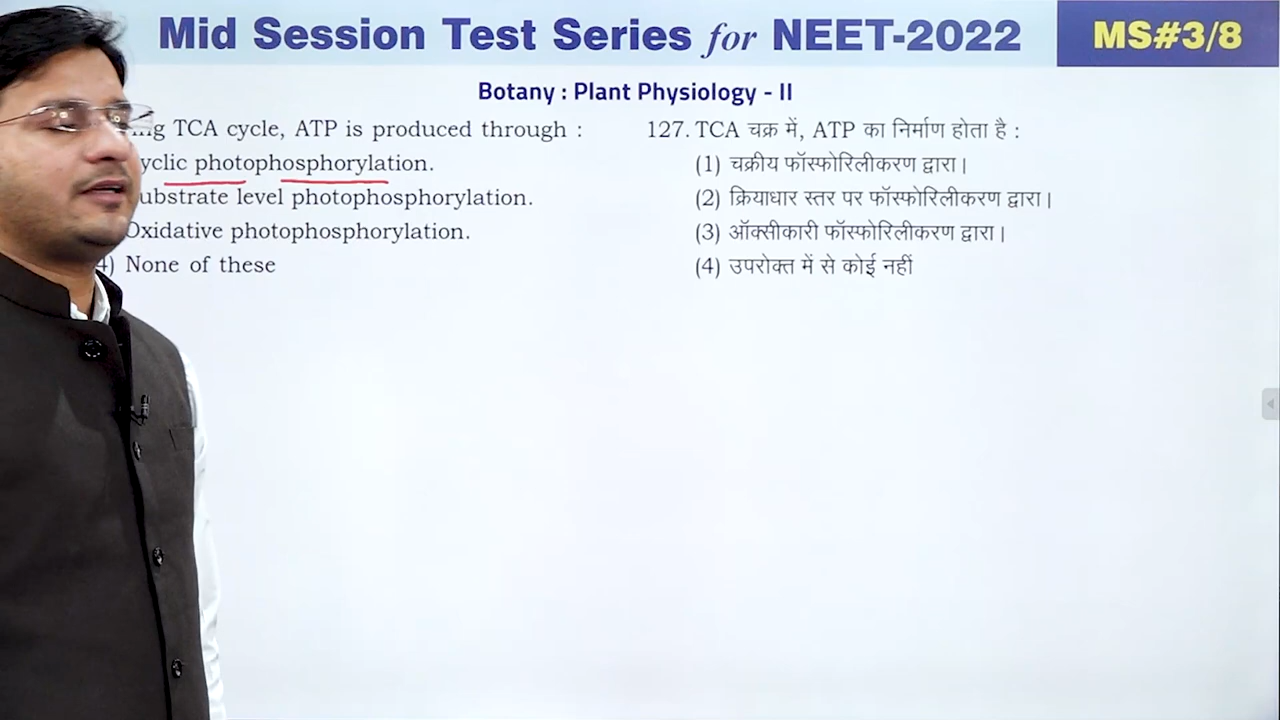 Mid Session Test Series for NEET-2022
MS#3/8
Botany : Plant Physiology - II
TCA cycle, ATP is produced through :
photophosphorylation.
level photophosphorylation.
Oxidative photophosphorylation.
4) None of these
127. TCA चक्र में, ATP का निर्माण होता है :
(1) चक्रीय फॉस्फोरिलीकरण द्वारा।
(2) क्रियाधार स्तर पर फॉस्फोरिलीकरण द्वारा।
(3) ऑक्सीकारी फॉस्फोरिलीकरण द्वारा।
(4) उपरोक्त में से कोई नहीं